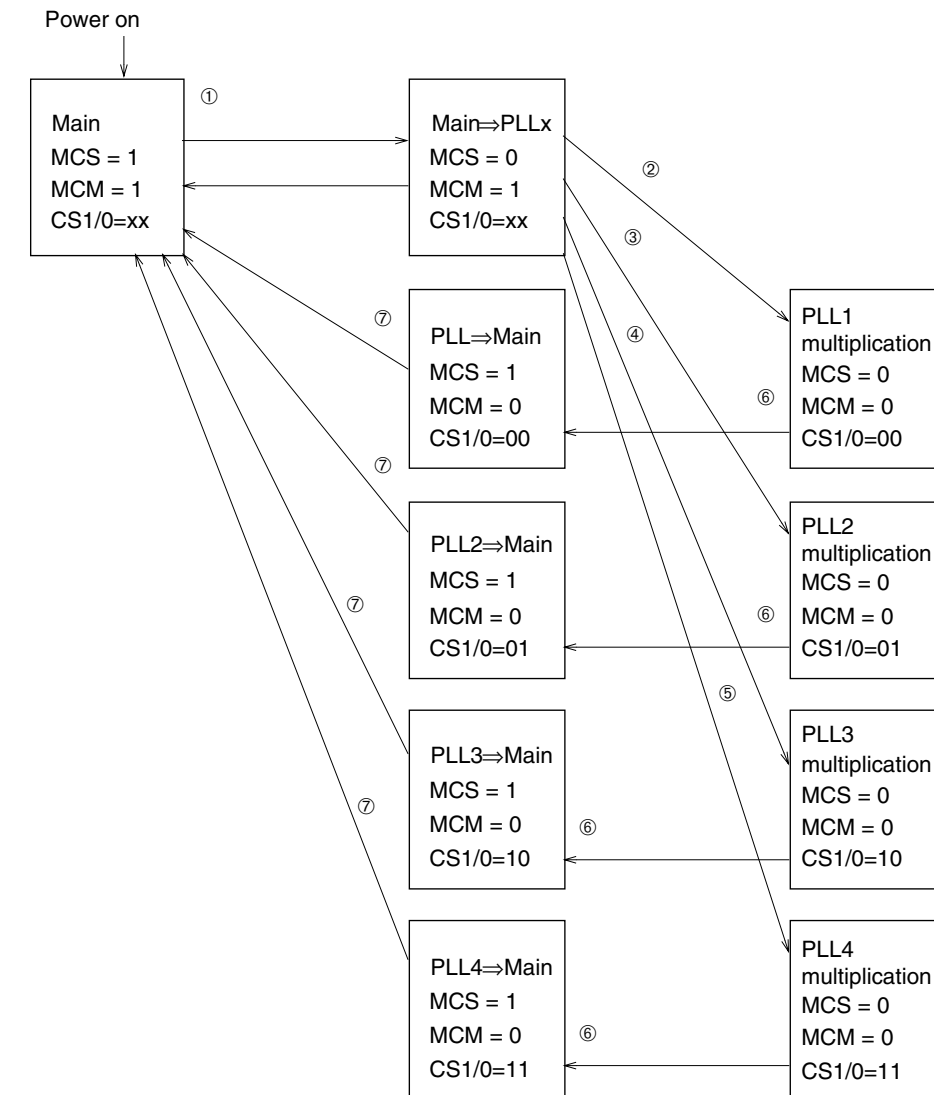 Power on
①
Main
MCS = 1
MCM = 1
CS1/0=xx
Main⇒PLLx
MCS = 0
MCM = 1
CS1/0=xx
②
③
④
⑤
⑦
PLL⇒Main
MCS = 1
MCM = 0
CS1/0=00
⑥
PLL1
multiplication
MCS = 0
MCM = 0
CS1/0=00
⑦
PLL2⇒Main
MCS = 1
MCM = 0
CS1/0=01
⑥
PLL2
multiplication
MCS = 0
MCM = 0
CS1/0=01
⑦
PLL3⇒Main
MCS = 1
MCM = 0
CS1/0=10
⑥
PLL3
multiplication
MCS = 0
MCM = 0
CS1/0=10
⑦
PLL4⇒Main
MCS = 1
MCM = 0
CS1/0=11
⑥
PLL4
multiplication
MCS = 0
MCM = 0
CS1/0=11